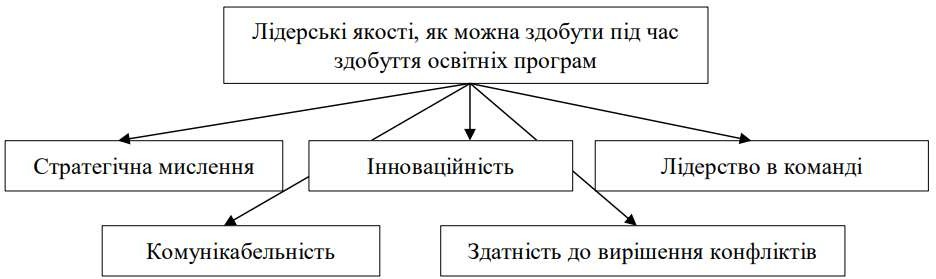 Лідерські якості, як можна здобути під час
здобуття освітніх програм
Стратегічна мислення
Інноваційність
Лідерство в команді
Комунікабельність
Здатність до вирішення конфліктів